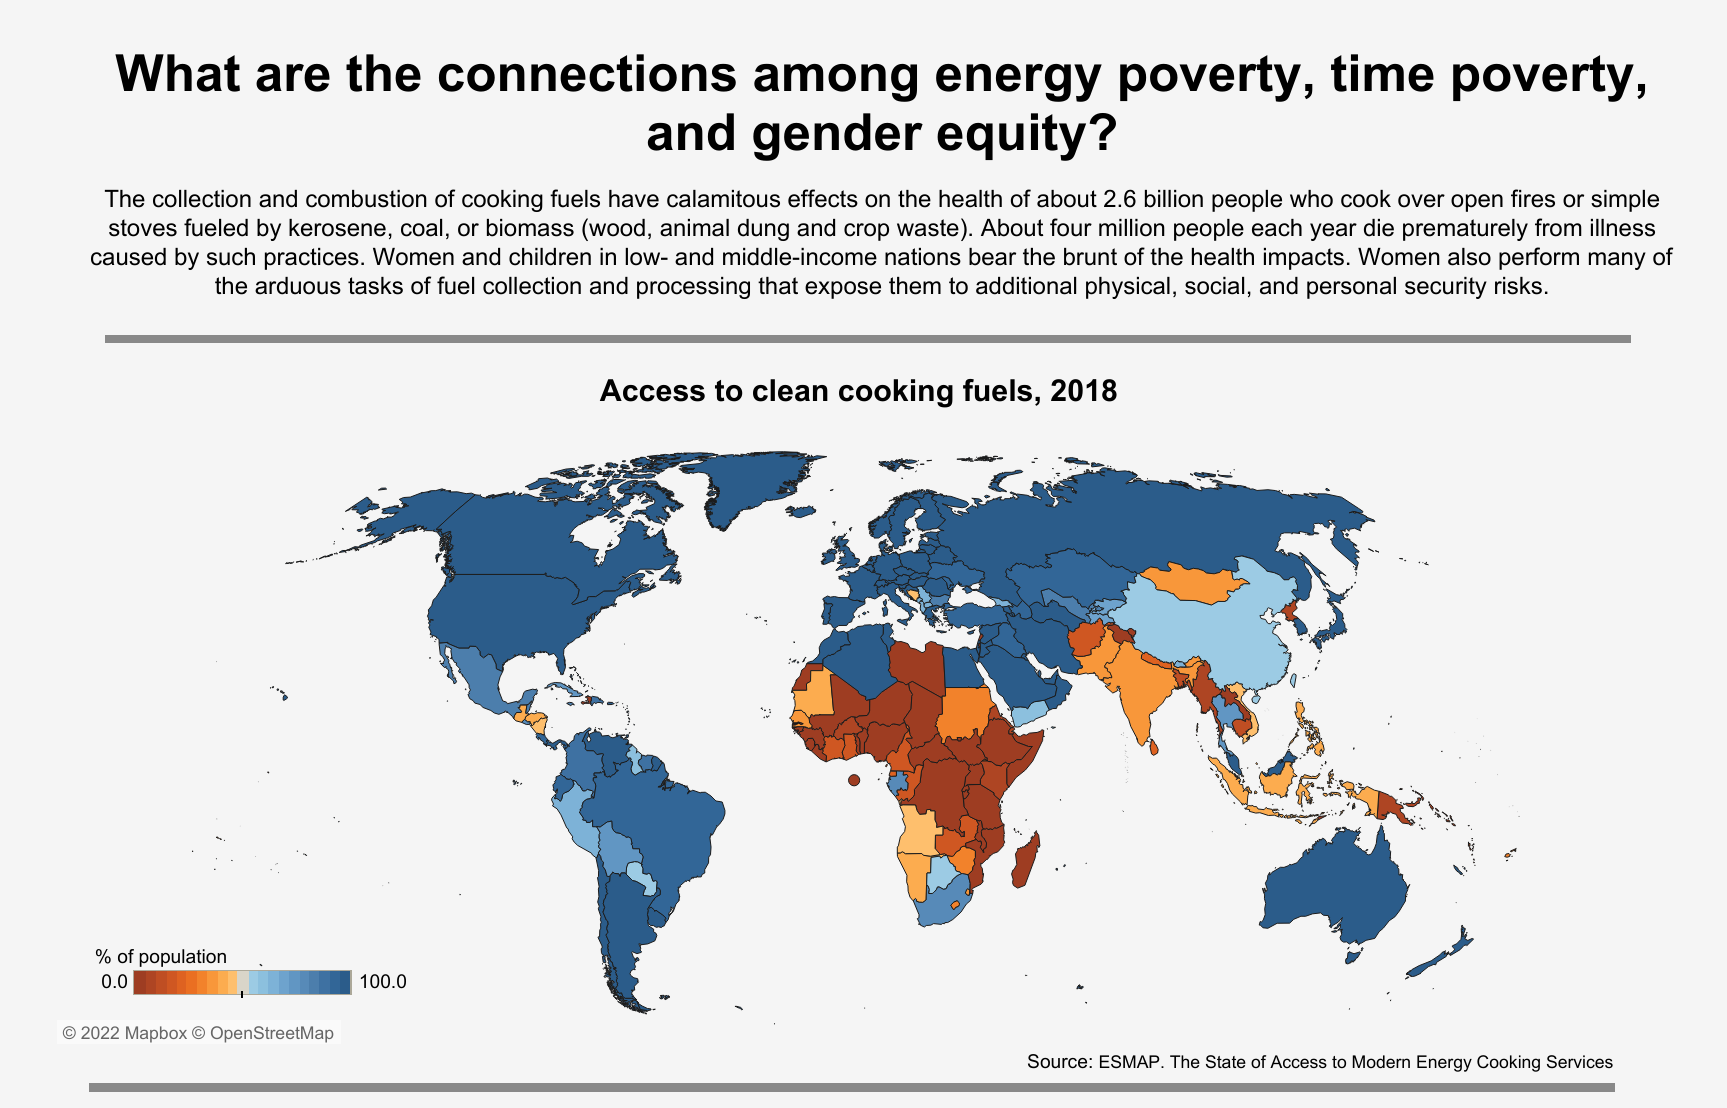 What are the connections among energy poverty, time poverty,
and gender equity?
The collection and combustion of cooking fuels have calamitous effects on the health of about 2.6 billion people who cook over open fires or simple
stoves fueled by kerosene, coal, or biomass (wood, animal dung and crop waste). About four million people each year die prematurely from illness
caused by such practices. Women and children in low- and middle-income nations bear the brunt of the health impacts. Women also perform many of
the arduous tasks of fuel collection and processing that expose them to additional physical, social, and personal security risks.
Access to clean cooking fuels, 2018
% of population
0.0 100.0
© 2022 Mapbox © OpenStreetMap
Source: ESMAP. The State of Access to Modern Energy Cooking Services